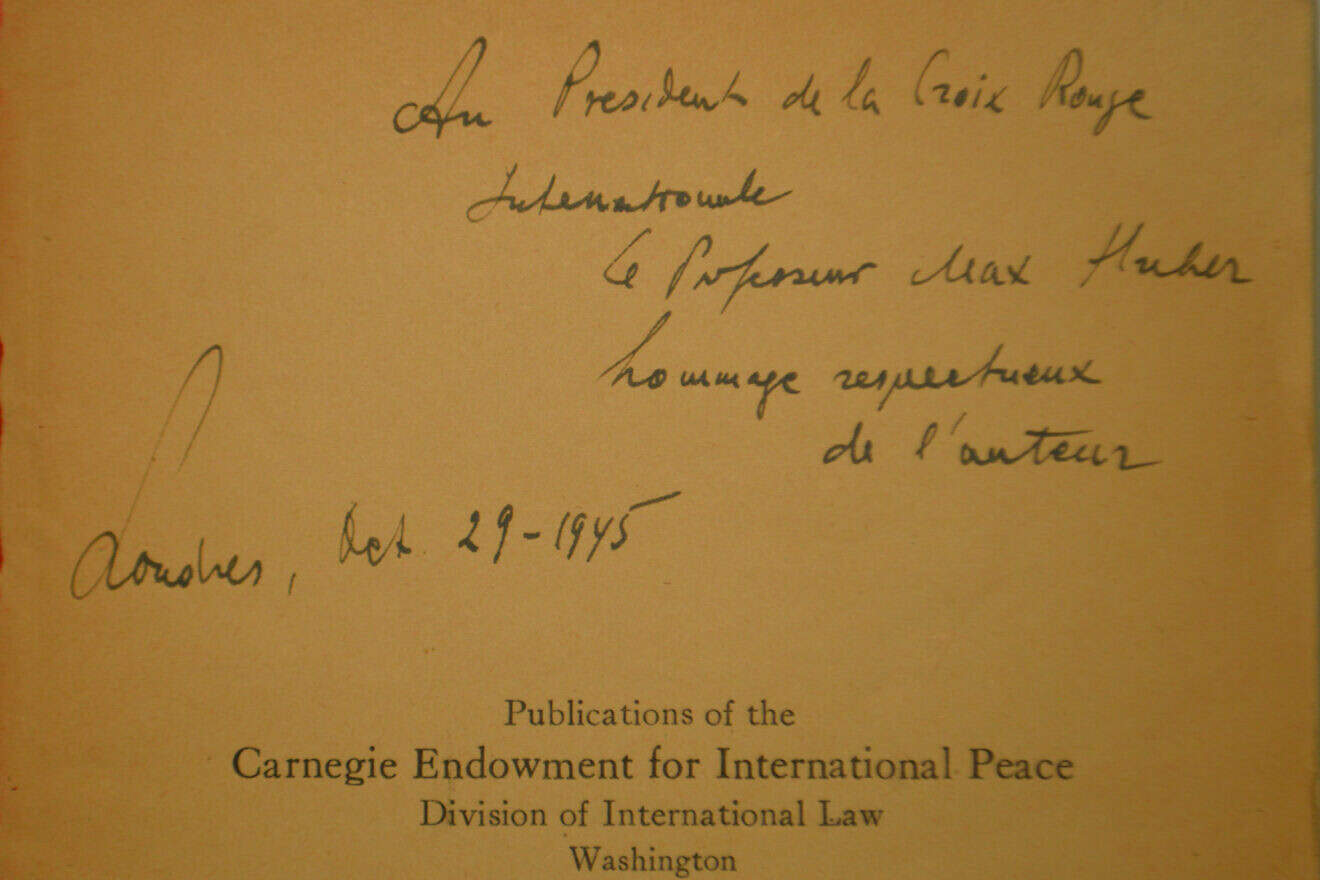 Au President de la Croix Rouge
Internationale
Le Professeur Max Huber
hommage respectueux
de l'auteur
Londres, Oct. 29-1945
Publications of the
Carnegie Endowment for International Peace
Division of International Law
Washington